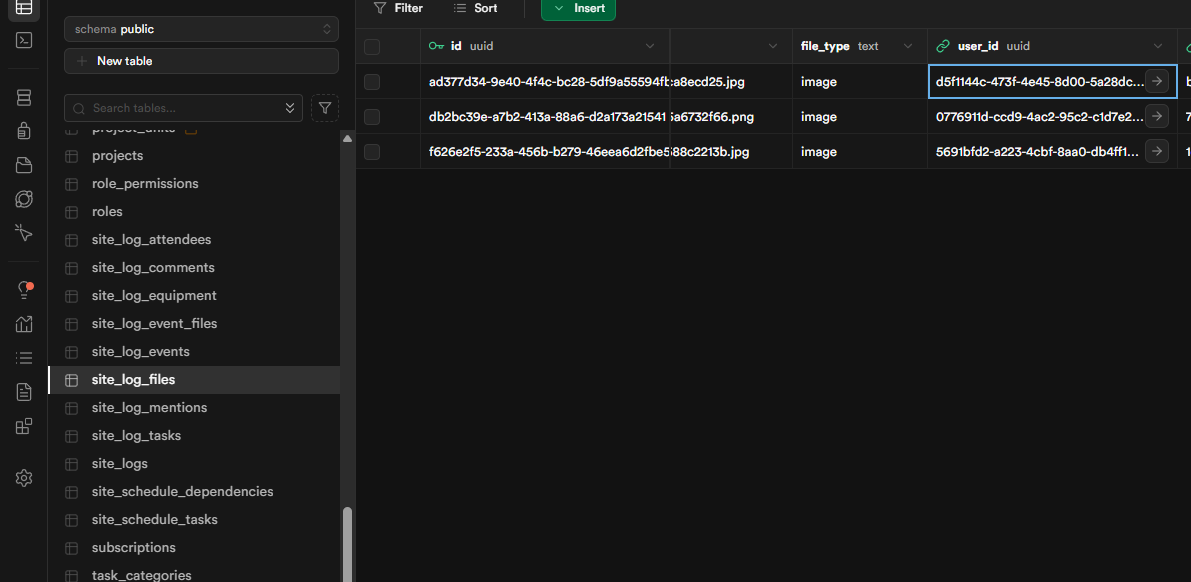 schema public
New table
Search tables...
project_units
projects
role_permissions
roles
site_log_attendees
site_log_comments
site_log_equipment
site_log_event_files
site_log_events
site_log_files
site_log_mentions
site_log_tasks
site_logs
site_schedule_dependencies
site_schedule_tasks
subscriptions
task_categories
Filter Sort Insert
id uuid file_type text user_id uuid
ad377d34-9e40-4f4c-bc28-5df9a55594fb a8ecd25.jpg image d5f1144c-473f-4e45-8d00-5a28dc...
db2bc39e-a7b2-413a-88a6-d2a173a21541 5a6732f66.png image 0776911d-ccd9-4ac2-95c2-c1d7e2...
f626e2f5-233a-456b-b279-46eea6d2fbe5 88c2213b.jpg image 5691bfd2-a223-4cbf-8aa0-db4ff1...